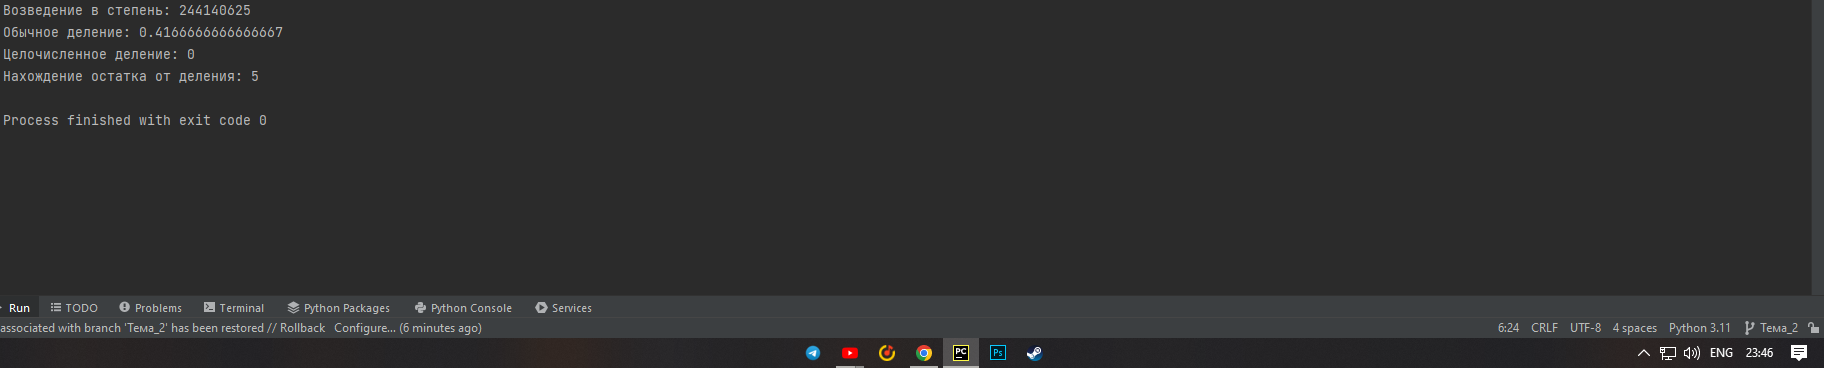 Возведение в степень: 244140625
Обычное деление: 0.4166666666666667
Целочисленное деление: 0
Нахождение остатка от деления: 5
Process finished with exit code 0
Run TODO Problems Terminal Python Packages Python Console Services
associated with branch 'Тема_2' has been restored // Rollback Configure... (6 minutes ago) 6:24 CRLF UTF-8 4 spaces Python 3.11 Тема_2
PC Ps ENG 23:46